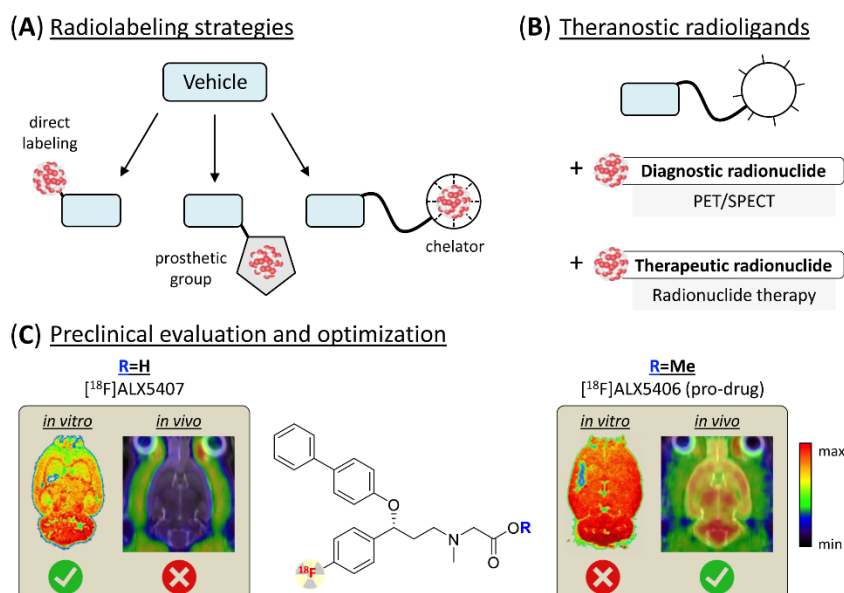 (A) Radiolabeling strategies
Vehicle
direct
labeling
prosthetic
group
chelator
(B) Theranostic radioligands
+ Diagnostic radionuclide
PET/SPECT
+ Therapeutic radionuclide
Radionuclide therapy
(C) Preclinical evaluation and optimization
R=H
[¹⁸F]ALX5407
in vitro in vivo
O
N
OR
O
¹⁸F
R=Me
[¹⁸F]ALX5406 (pro-drug)
in vitro in vivo
max
min